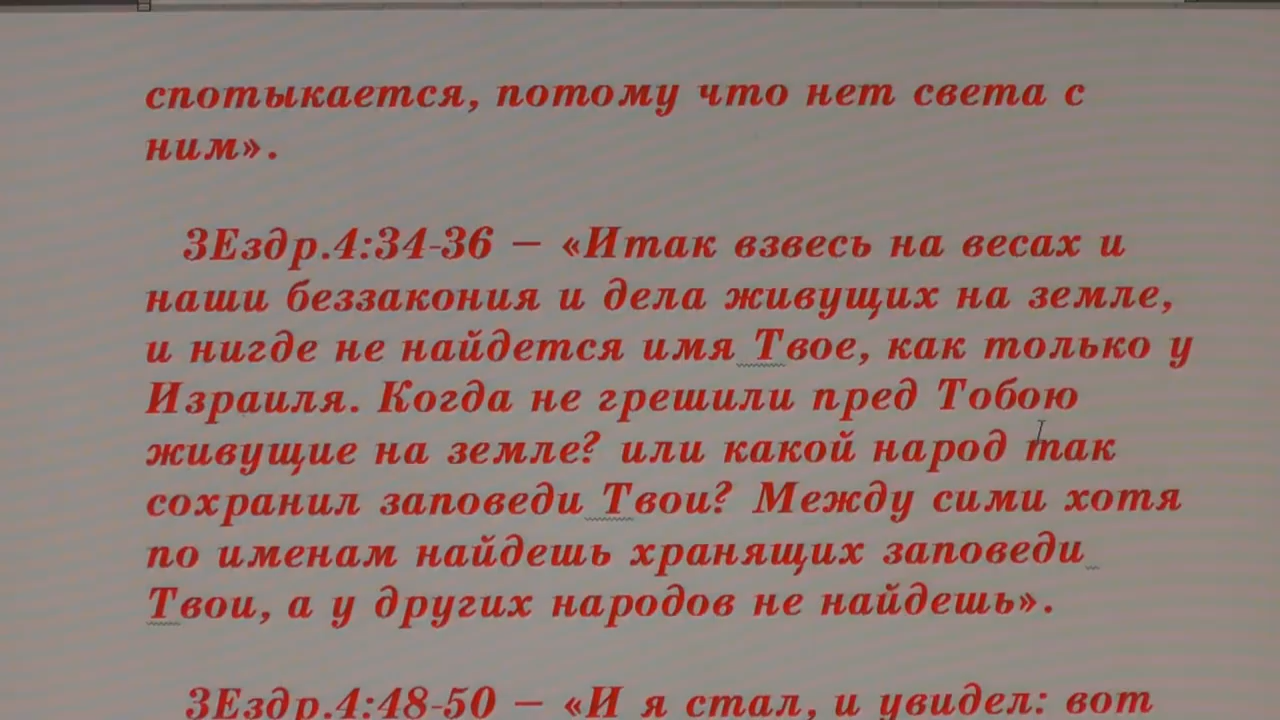 спотыкается, потому что нет света с
ним».
3Ездр.4:34-36 – «Итак взвесь на весах и
наши беззакония и дела живущих на земле,
и нигде не найдется имя Твое, как только у
Израиля. Когда не грешили пред Тобою
живущие на земле? или какой народ так
сохранил заповеди Твои? Между сими хотя
по именам найдешь хранящих заповеди
Твои, а у других народов не найдешь».
3Ездр.4:48-50 – «И я стал, и увидел: вот